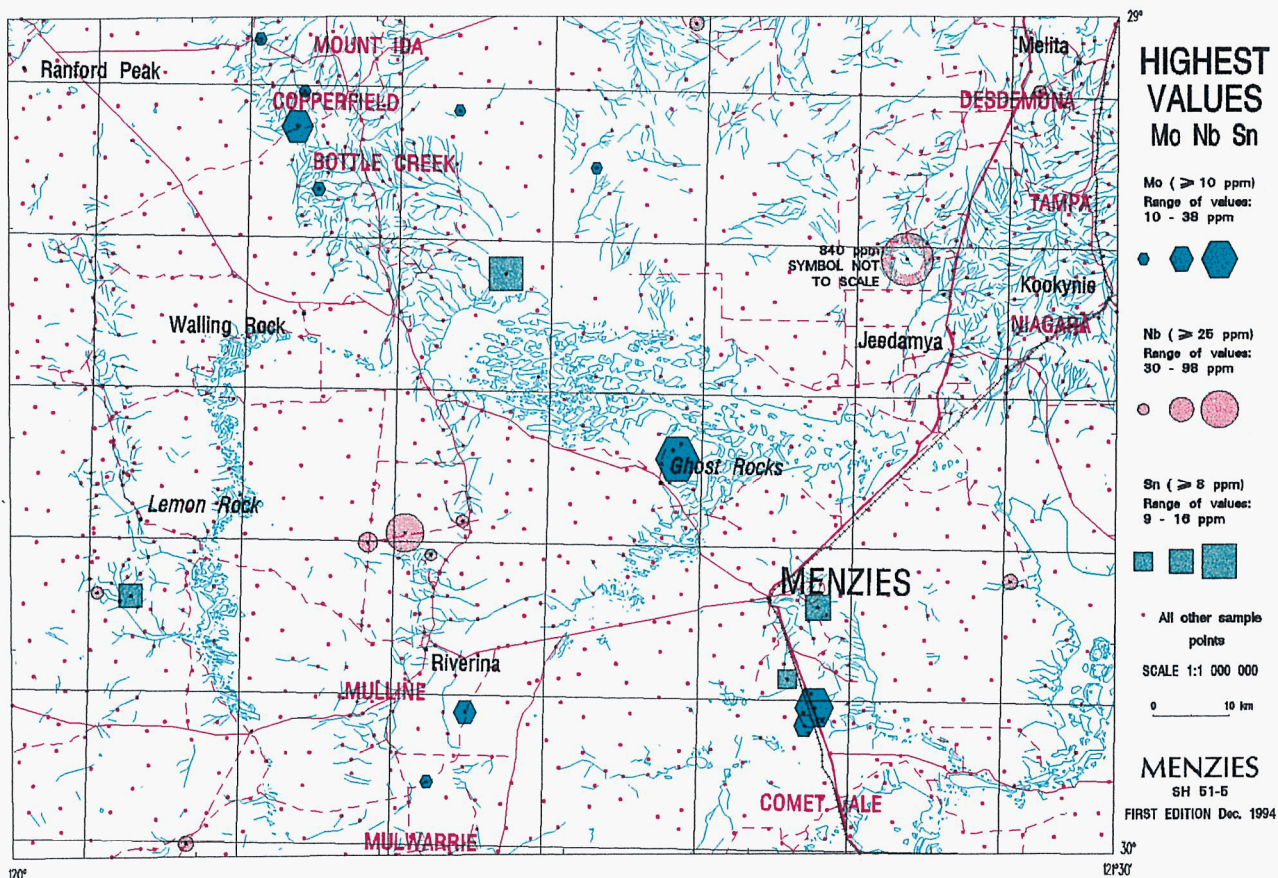 29°
MOUNT IDA
Ranford Peak
Melita
COPPERFIELD
DESDEMONA
BOTTLE CREEK
TAMPA
840 ppm
SYMBOL NOT
TO SCALE
Kookynie
Walling Rock
NIAGARA
Jeedamya
Ghost Rocks
Lemon Rock
MENZIES
Riverina
MULLINE
COMET VALE
MULWARRIE
30°
120°
121°30'
HIGHEST
VALUES
Mo Nb Sn
Mo ( ⩾ 10 ppm)
Range of values:
10 - 38 ppm
Nb ( ⩾ 25 ppm)
Range of values:
30 - 98 ppm
Sn ( ⩾ 8 ppm)
Range of values:
9 - 16 ppm
All other sample
points
SCALE 1:1 000 000
0 10 km
MENZIES
SH 51-5
FIRST EDITION Dec. 1994